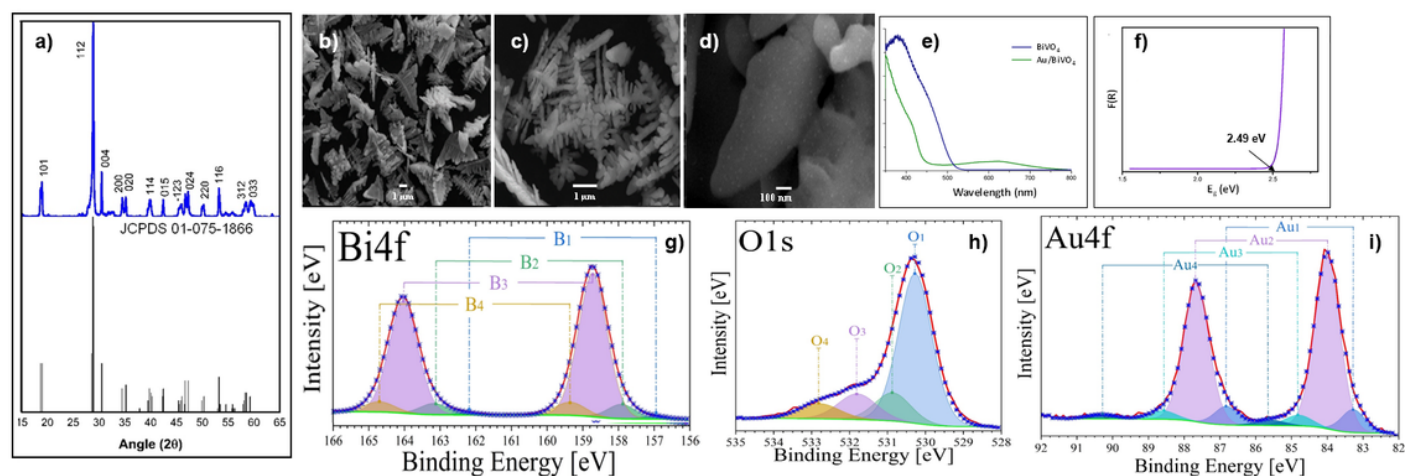 a)
112
101
004
200
020
114
015
-123
024
220
116
312
033
JCPDS 01-075-1866
15 20 25 30 35 40 45 50 55 60 65
Angle (2θ)
b)
1 μm
c)
1 μm
d)
100 nm
e)
BiVO4
Au/BiVO4
400 500 600 700 800
Wavelength (nm)
f)
F(R)
2.49 eV
1.5 2.0 2.5 3.0
EG (eV)
Bi4f
g)
B1
B2
B3
B4
Intensity [eV]
166 165 164 163 162 161 160 159 158 157 156
Binding Energy [eV]
O1s
h)
O1
O2
O3
O4
Intensity [eV]
535 534 533 532 531 530 529 528
Binding Energy [eV]
Au4f
i)
Au1
Au2
Au3
Au4
Intensity [eV]
92 91 90 89 88 87 86 85 84 83 82
Binding Energy [eV]